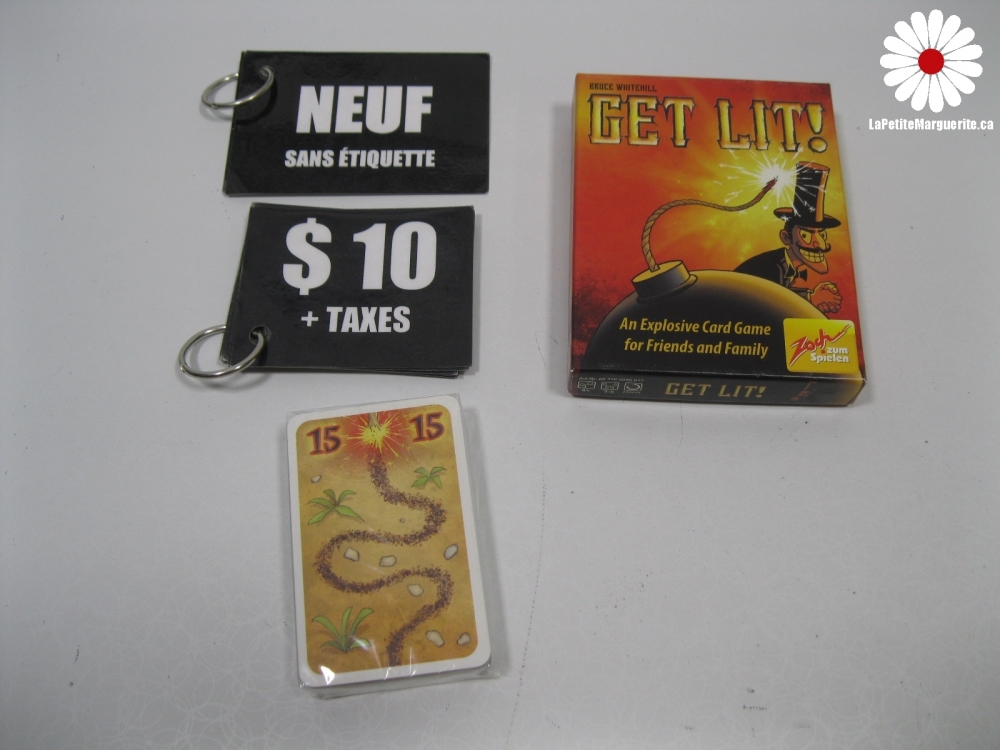 NEUF
SANS ÉTIQUETTE
$ 10
+ TAXES
15 15
BRUCE WHITEHILL
GET LIT!
An Explosive Card Game
for Friends and Family
Zoch
zum
Spielen
GET LIT!
LaPetiteMarguerite.ca